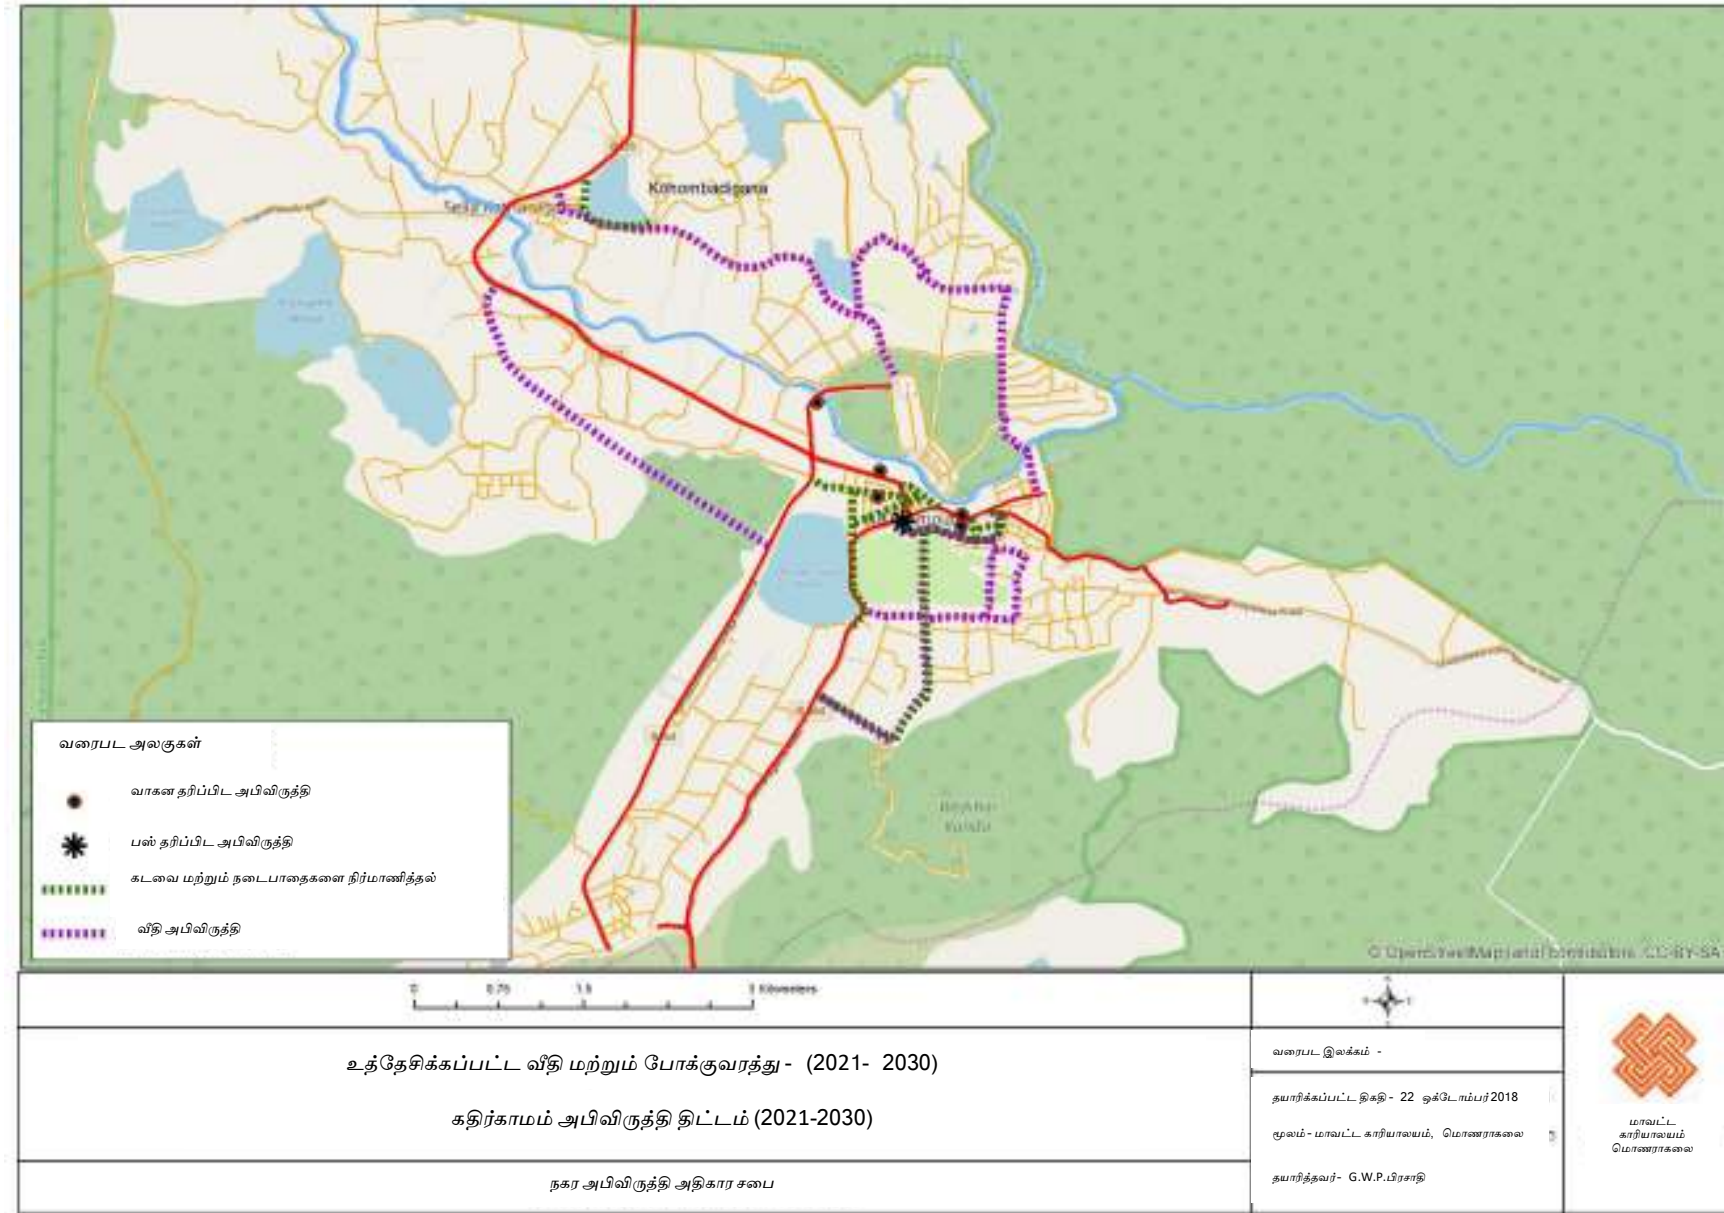 Kohombadigana
வரைபட அலகுகள்
வாகன தரிப்பிட அபிவிருத்தி
பஸ் தரிப்பிட அபிவிருத்தி
கடவை மற்றும் நடைபாதைகளை நிர்மாணித்தல்
வீதி அபிவிருத்தி
© OpenStreetMap (and) contributors, CC-BY-SA
0 0.75 1.5 3 Kilometers
உத்தேசிக்கப்பட்ட வீதி மற்றும் போக்குவரத்து - (2021- 2030)
கதிர்காமம் அபிவிருத்தி திட்டம் (2021-2030)
நகர அபிவிருத்தி அதிகார சபை
வரைபட இலக்கம் -
தயாரிக்கப்பட்ட திகதி - 22 ஒக்டோம்பர் 2018
மூலம் - மாவட்ட காரியாலயம், மொணராகலை
தயாரித்தவர்- G.W.P.பிரசாதி
மாவட்ட
காரியாலயம்
மொணராகலை